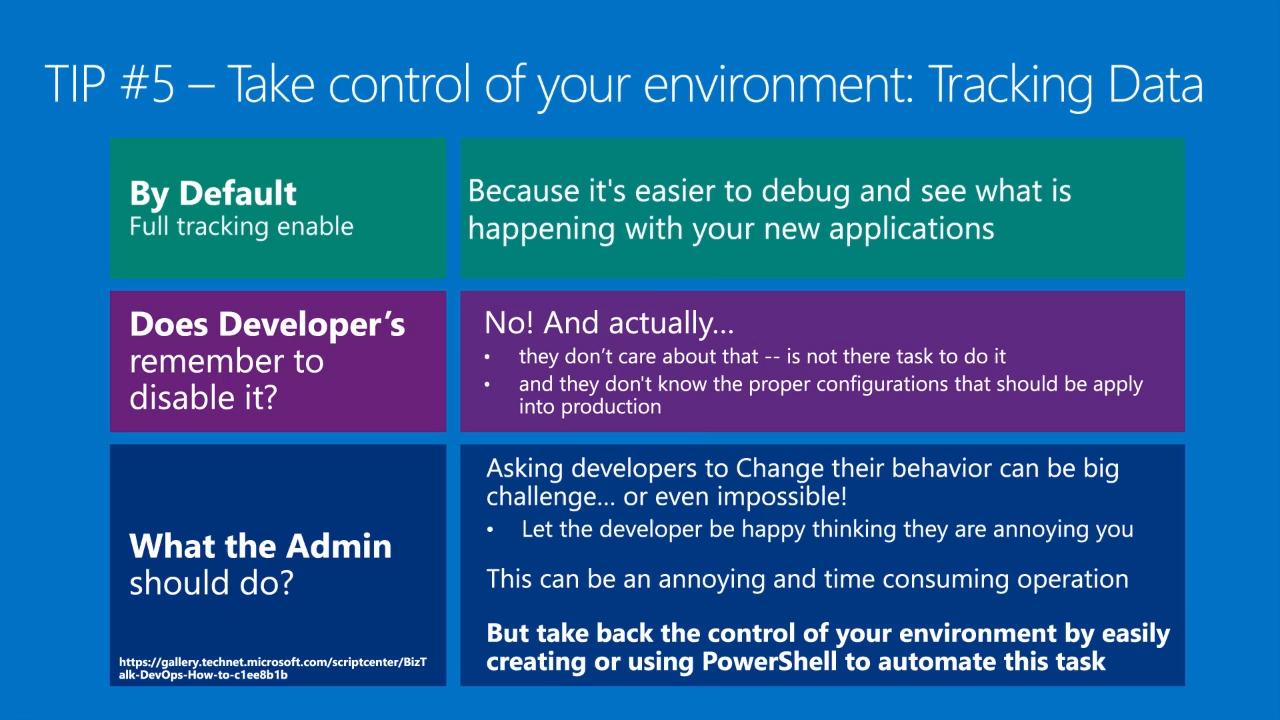 TIP #5 – Take control of your environment: Tracking Data
By Default
Full tracking enable
Because it's easier to debug and see what is
happening with your new applications
Does Developer’s
remember to
disable it?
No! And actually…
• they don’t care about that -- is not there task to do it
• and they don't know the proper configurations that should be apply
into production
What the Admin
should do?
https://gallery.technet.microsoft.com/scriptcenter/BizT
alk-DevOps-How-to-c1ee8b1b
Asking developers to Change their behavior can be big
challenge… or even impossible!
• Let the developer be happy thinking they are annoying you
This can be an annoying and time consuming operation
But take back the control of your environment by easily
creating or using PowerShell to automate this task